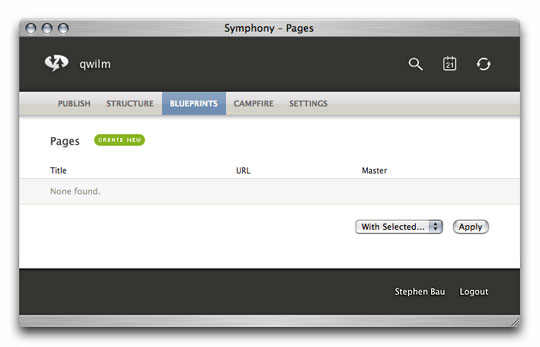 Symphony – Pages
qwilm
21
PUBLISH STRUCTURE BLUEPRINTS CAMPFIRE SETTINGS
Pages CREATE NEW
Title URL Master
None found.
With Selected... Apply
Stephen Bau Logout